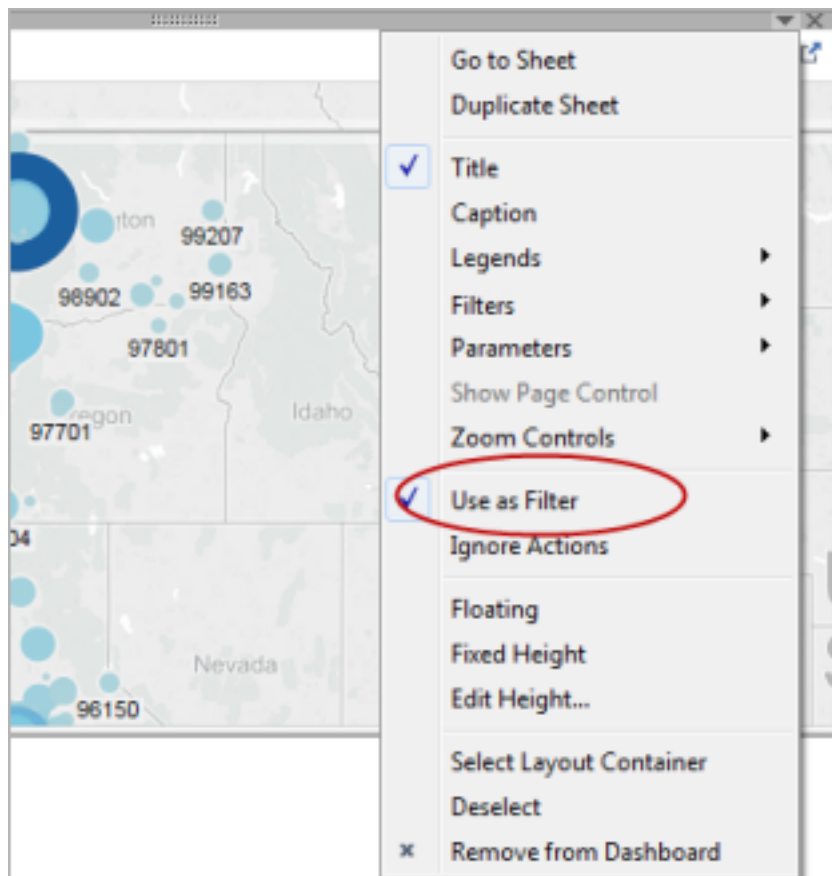 Go to Sheet
Duplicate Sheet
Title
Caption
Legends
Filters
Parameters
Show Page Control
Zoom Controls
Use as Filter
Ignore Actions
Floating
Fixed Height
Edit Height...
Select Layout Container
Deselect
Remove from Dashboard
ton
99207
98902
99163
97801
egon
97701
Idaho
04
Nevada
96150